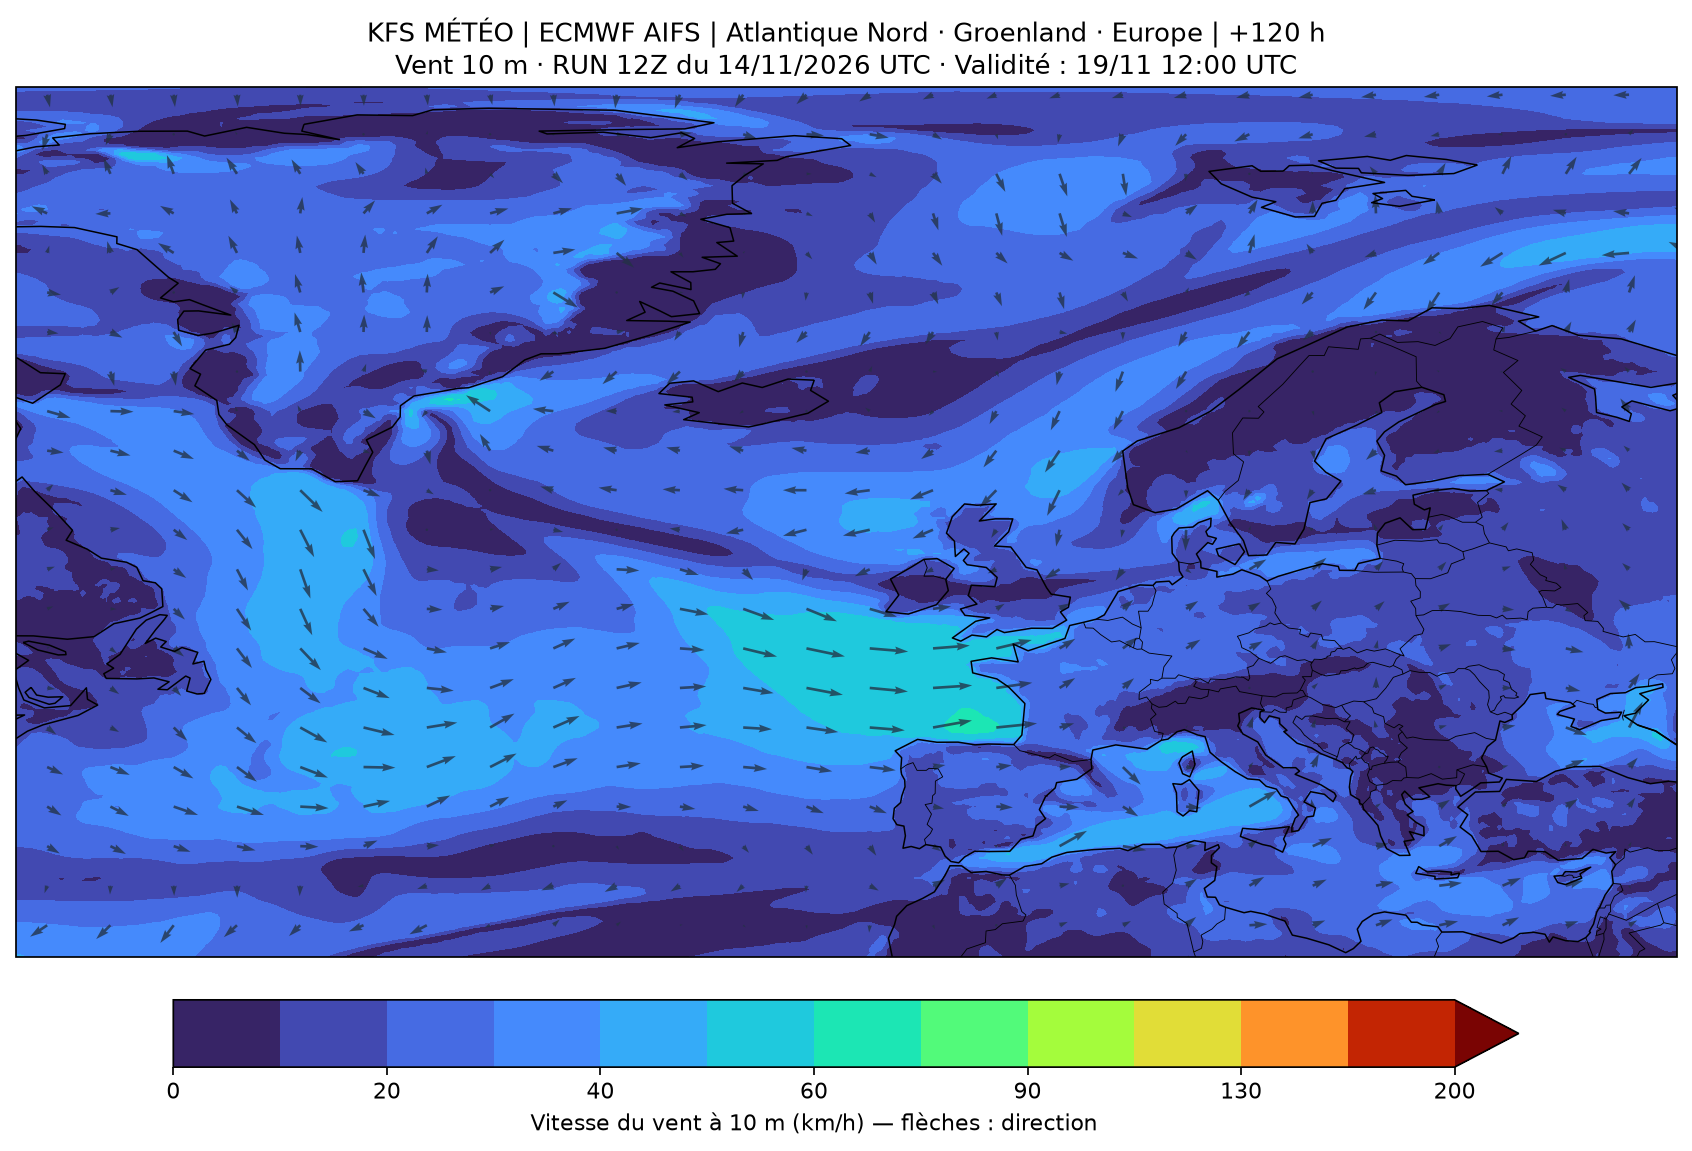 KFS MÉTÉO | ECMWF AIFS | Atlantique Nord · Groenland · Europe | +120 h
Vent 10 m · RUN 12Z du 14/11/2026 UTC · Validité : 19/11 12:00 UTC
0 20 40 60 90 130 200
Vitesse du vent à 10 m (km/h) — flèches : direction